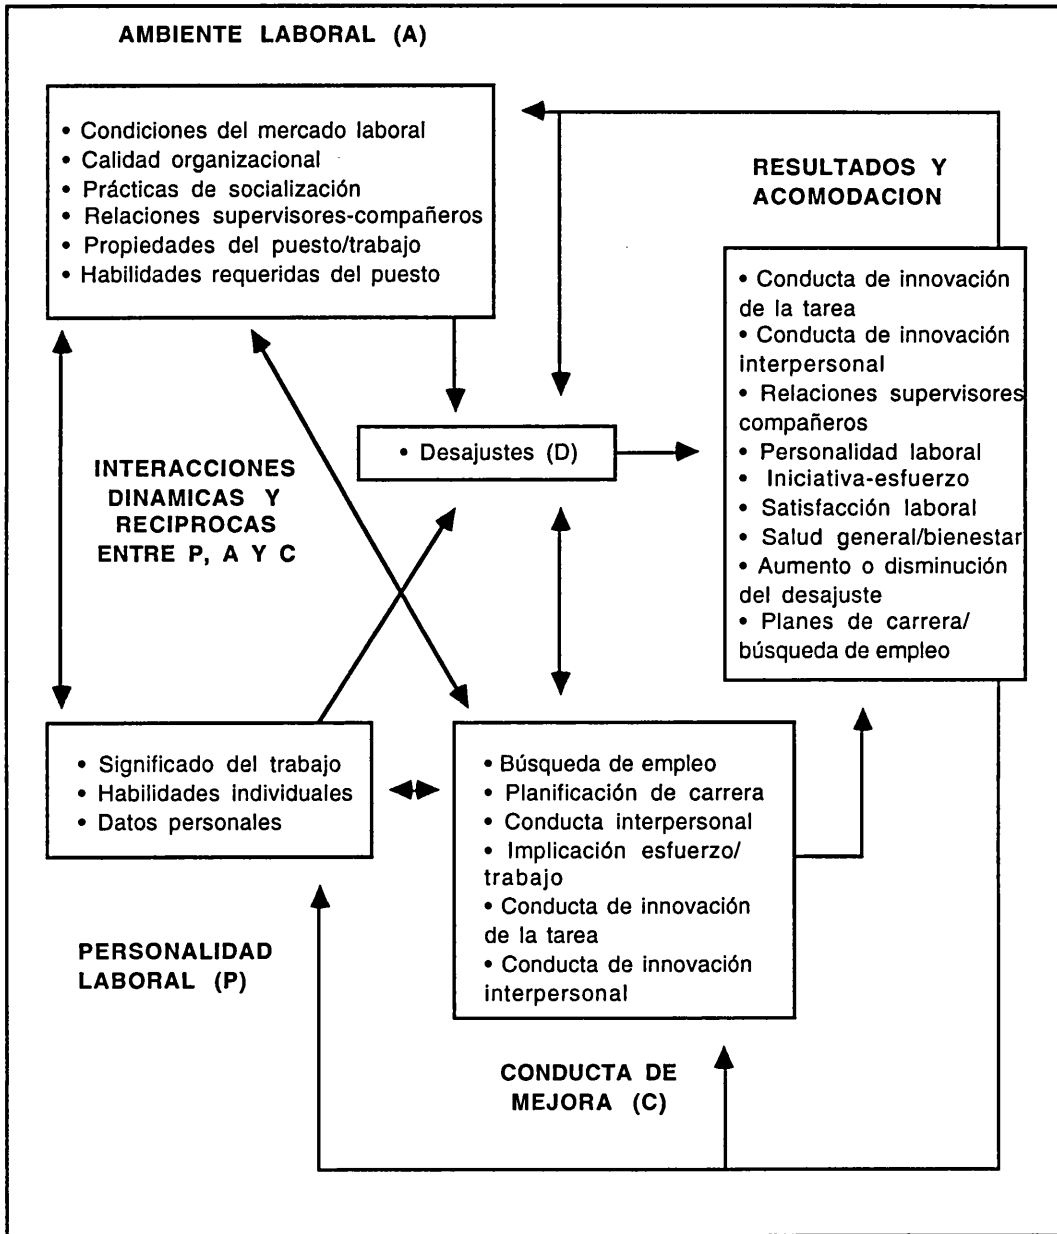 AMBIENTE LABORAL (A)
• Condiciones del mercado laboral
• Calidad organizacional
• Prácticas de socialización
• Relaciones supervisores-compañeros
• Propiedades del puesto/trabajo
• Habilidades requeridas del puesto
RESULTADOS Y
ACOMODACION
• Conducta de innovación
de la tarea
• Conducta de innovación
interpersonal
• Relaciones supervisores
compañeros
• Personalidad laboral
• Iniciativa-esfuerzo
• Satisfacción laboral
• Salud general/bienestar
• Aumento o disminución
del desajuste
• Planes de carrera/
búsqueda de empleo
• Desajustes (D)
INTERACCIONES
DINAMICAS Y
RECIPROCAS
ENTRE P, A Y C
• Significado del trabajo
• Habilidades individuales
• Datos personales
PERSONALIDAD
LABORAL (P)
• Búsqueda de empleo
• Planificación de carrera
• Conducta interpersonal
• Implicación esfuerzo/
trabajo
• Conducta de innovación
de la tarea
• Conducta de innovación
interpersonal
CONDUCTA DE
MEJORA (C)